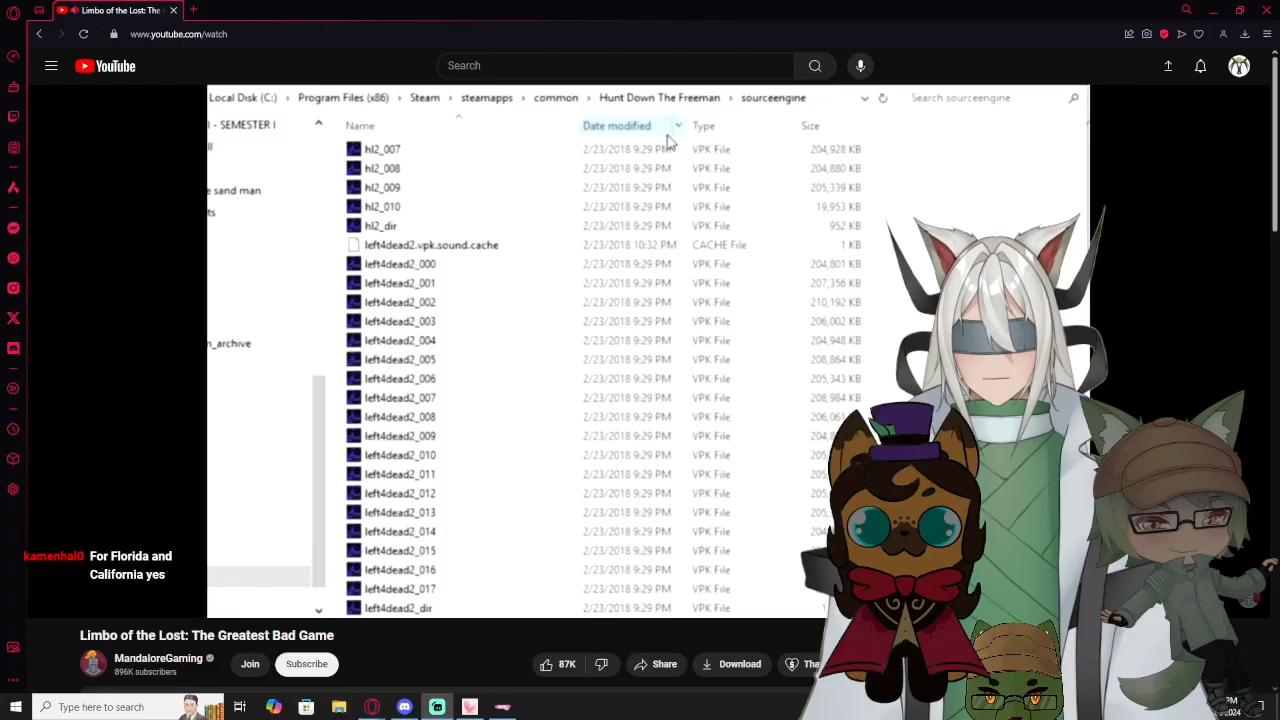 Limbo of the Lost: The
www.youtube.com/watch
YouTube
Search
Local Disk (C:) › Program Files (x86) › Steam › steamapps › common › Hunt Down The Freeman › sourceengine
Search sourceengine
I - SEMESTER I
e sand man
ts
n_archive
Name Date modified Type Size
hl2_007 2/23/2018 9:29 PM VPK File 204,928 KB
hl2_008 2/23/2018 9:29 PM VPK File 204,880 KB
hl2_009 2/23/2018 9:29 PM VPK File 205,339 KB
hl2_010 2/23/2018 9:29 PM VPK File 19,953 KB
hl2_dir 2/23/2018 9:29 PM VPK File 952 KB
left4dead2.vpk.sound.cache 2/23/2018 10:32 PM CACHE File 1 KB
left4dead2_000 2/23/2018 9:29 PM VPK File 204,801 KB
left4dead2_001 2/23/2018 9:29 PM VPK File 207,356 KB
left4dead2_002 2/23/2018 9:29 PM VPK File 210,192 KB
left4dead2_003 2/23/2018 9:29 PM VPK File 206,002 KB
left4dead2_004 2/23/2018 9:29 PM VPK File 204,948 KB
left4dead2_005 2/23/2018 9:29 PM VPK File 208,864 KB
left4dead2_006 2/23/2018 9:29 PM VPK File 205,343 KB
left4dead2_007 2/23/2018 9:29 PM VPK File 208,984 KB
left4dead2_008 2/23/2018 9:29 PM VPK File 206,061
left4dead2_009 2/23/2018 9:29 PM VPK File 204,8
left4dead2_010 2/23/2018 9:29 PM VPK File 205,
left4dead2_011 2/23/2018 9:29 PM VPK File 205,
left4dead2_012 2/23/2018 9:29 PM VPK File 205,
left4dead2_013 2/23/2018 9:29 PM VPK File 205,
left4dead2_014 2/23/2018 9:29 PM VPK File 204,
left4dead2_015 2/23/2018 9:29 PM VPK File 205,
left4dead2_016 2/23/2018 9:29 PM VPK File 205,
left4dead2_017 2/23/2018 9:29 PM VPK File
left4dead2_dir 2/23/2018 9:29 PM VPK File 1
kamenhal0 For Florida and
California yes
Limbo of the Lost: The Greatest Bad Game
MandaloreGaming
896K subscribers
Join
Subscribe
87K
Share
Download
Tha
Type here to search
PM
2024